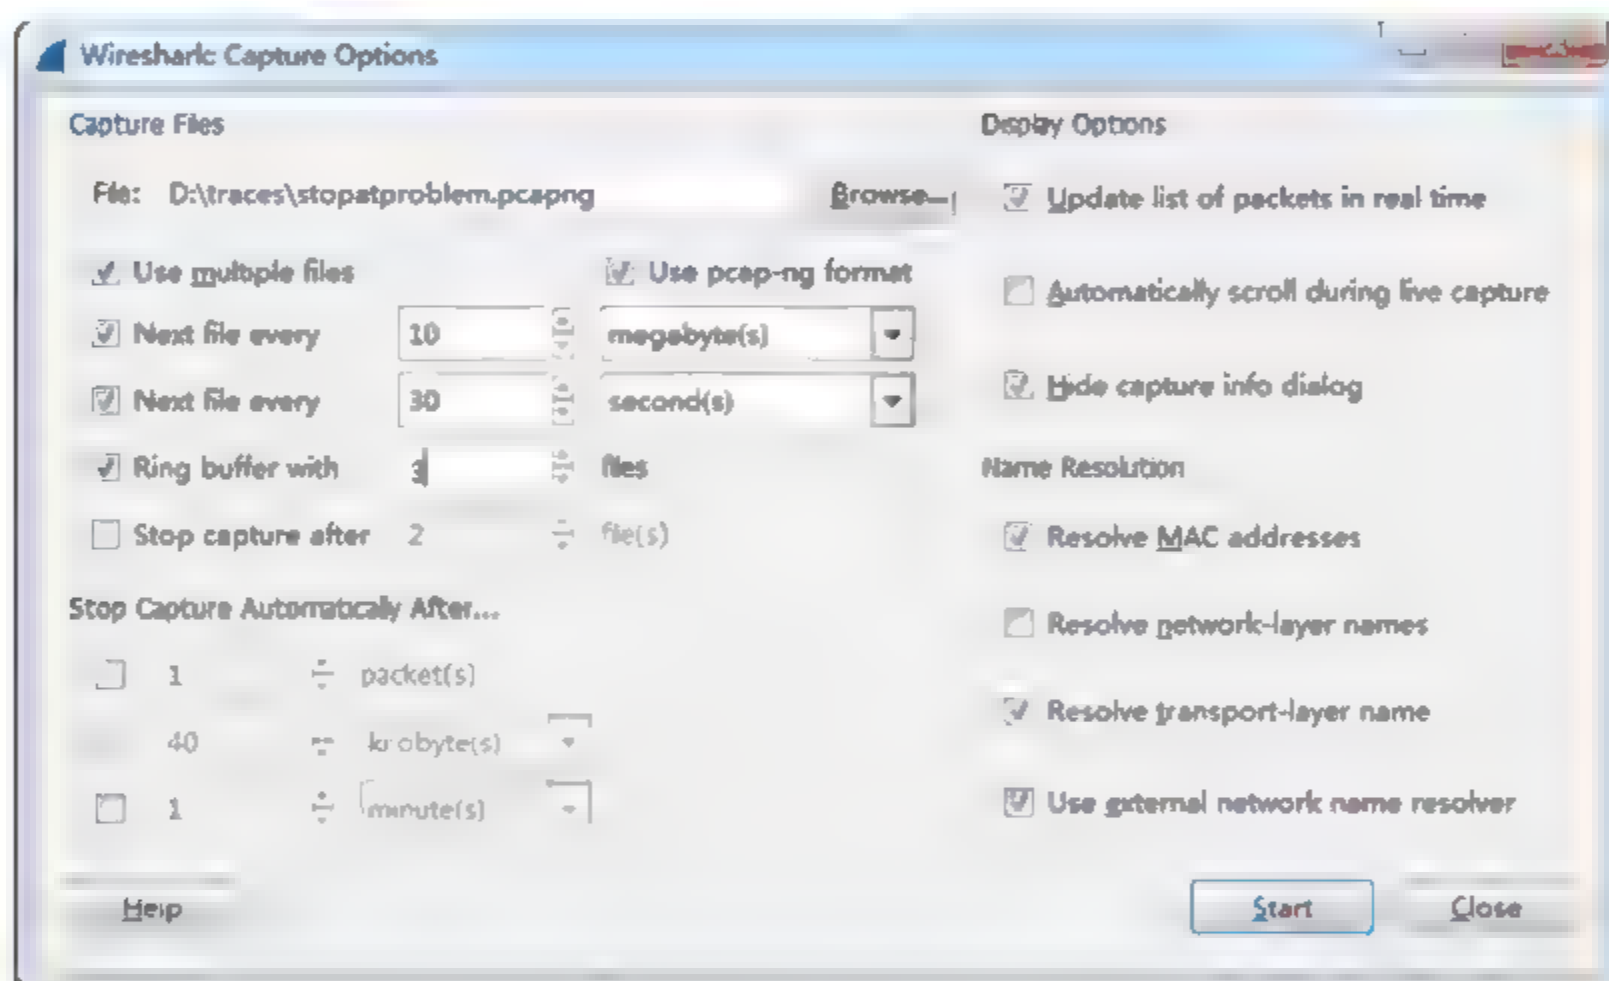 Wireshark: Capture Options
Capture Files
File: D:\traces\stopatproblem.pcapng Browse...
Use multiple files Use pcap-ng format
Next file every 10 megabyte(s)
Next file every 30 second(s)
Ring buffer with 3 files
Stop capture after 2 file(s)
Stop Capture Automatically After...
1 packet(s)
40 kilobyte(s)
1 minute(s)
Help
Display Options
Update list of packets in real time
Automatically scroll during live capture
Hide capture info dialog
Name Resolution
Resolve MAC addresses
Resolve network-layer names
Resolve transport-layer name
Use external network name resolver
Start Close